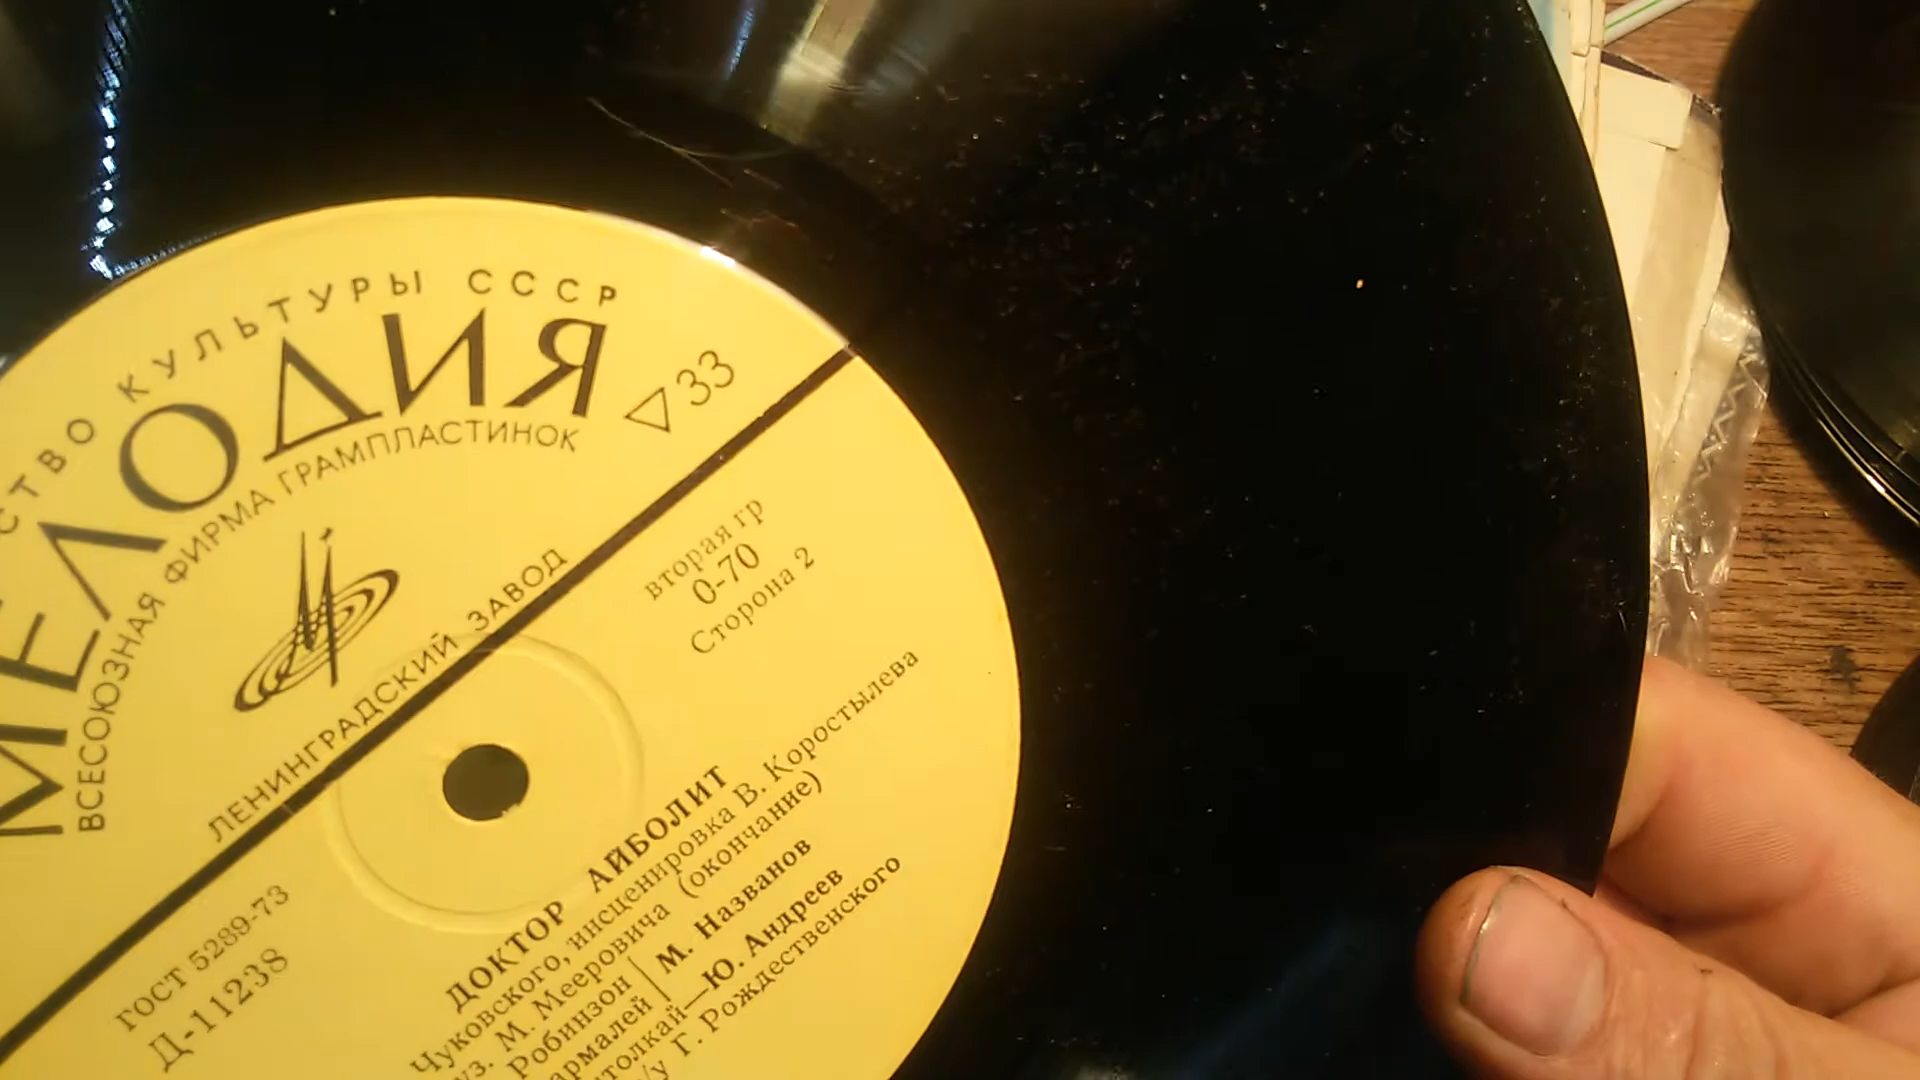 КУЛЬТУРЫ СССР
МЕЛОДИЯ
ВСЕСОЮЗНАЯ ФИРМА ГРАМПЛАСТИНОК
33
ЛЕНИНГРАДСКИЙ ЗАВОД
вторая гр
0-70
Сторона 2
ГОСТ 5289-73
Д-11238
ДОКТОР АЙБОЛИТ
Чуковского, инсценировка В. Коростылева
М. Мееровича (окончание)
Робинзон М. Названов
Ю. Андреев
Г. Рождественского